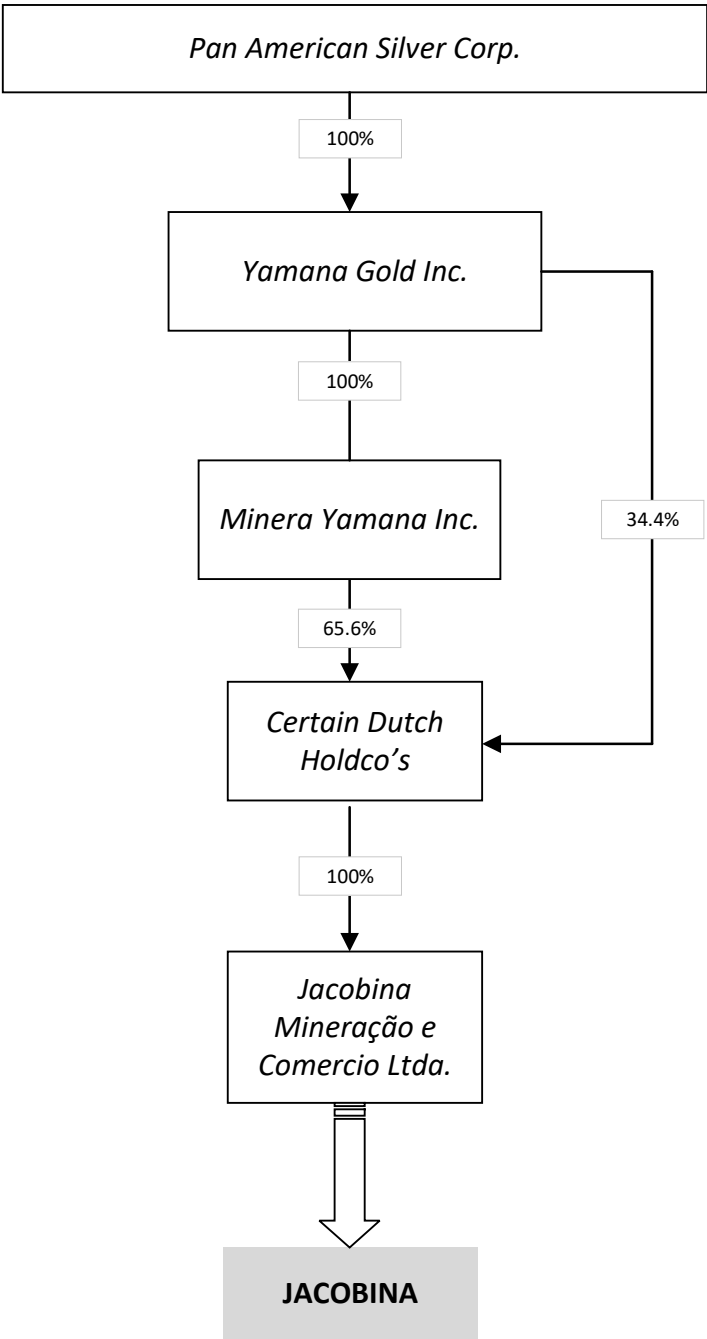 Pan American Silver Corp.
100%
Yamana Gold Inc.
100%
Minera Yamana Inc.
34.4%
65.6%
Certain Dutch
Holdco’s
100%
Jacobina
Mineração e
Comercio Ltda.
JACOBINA